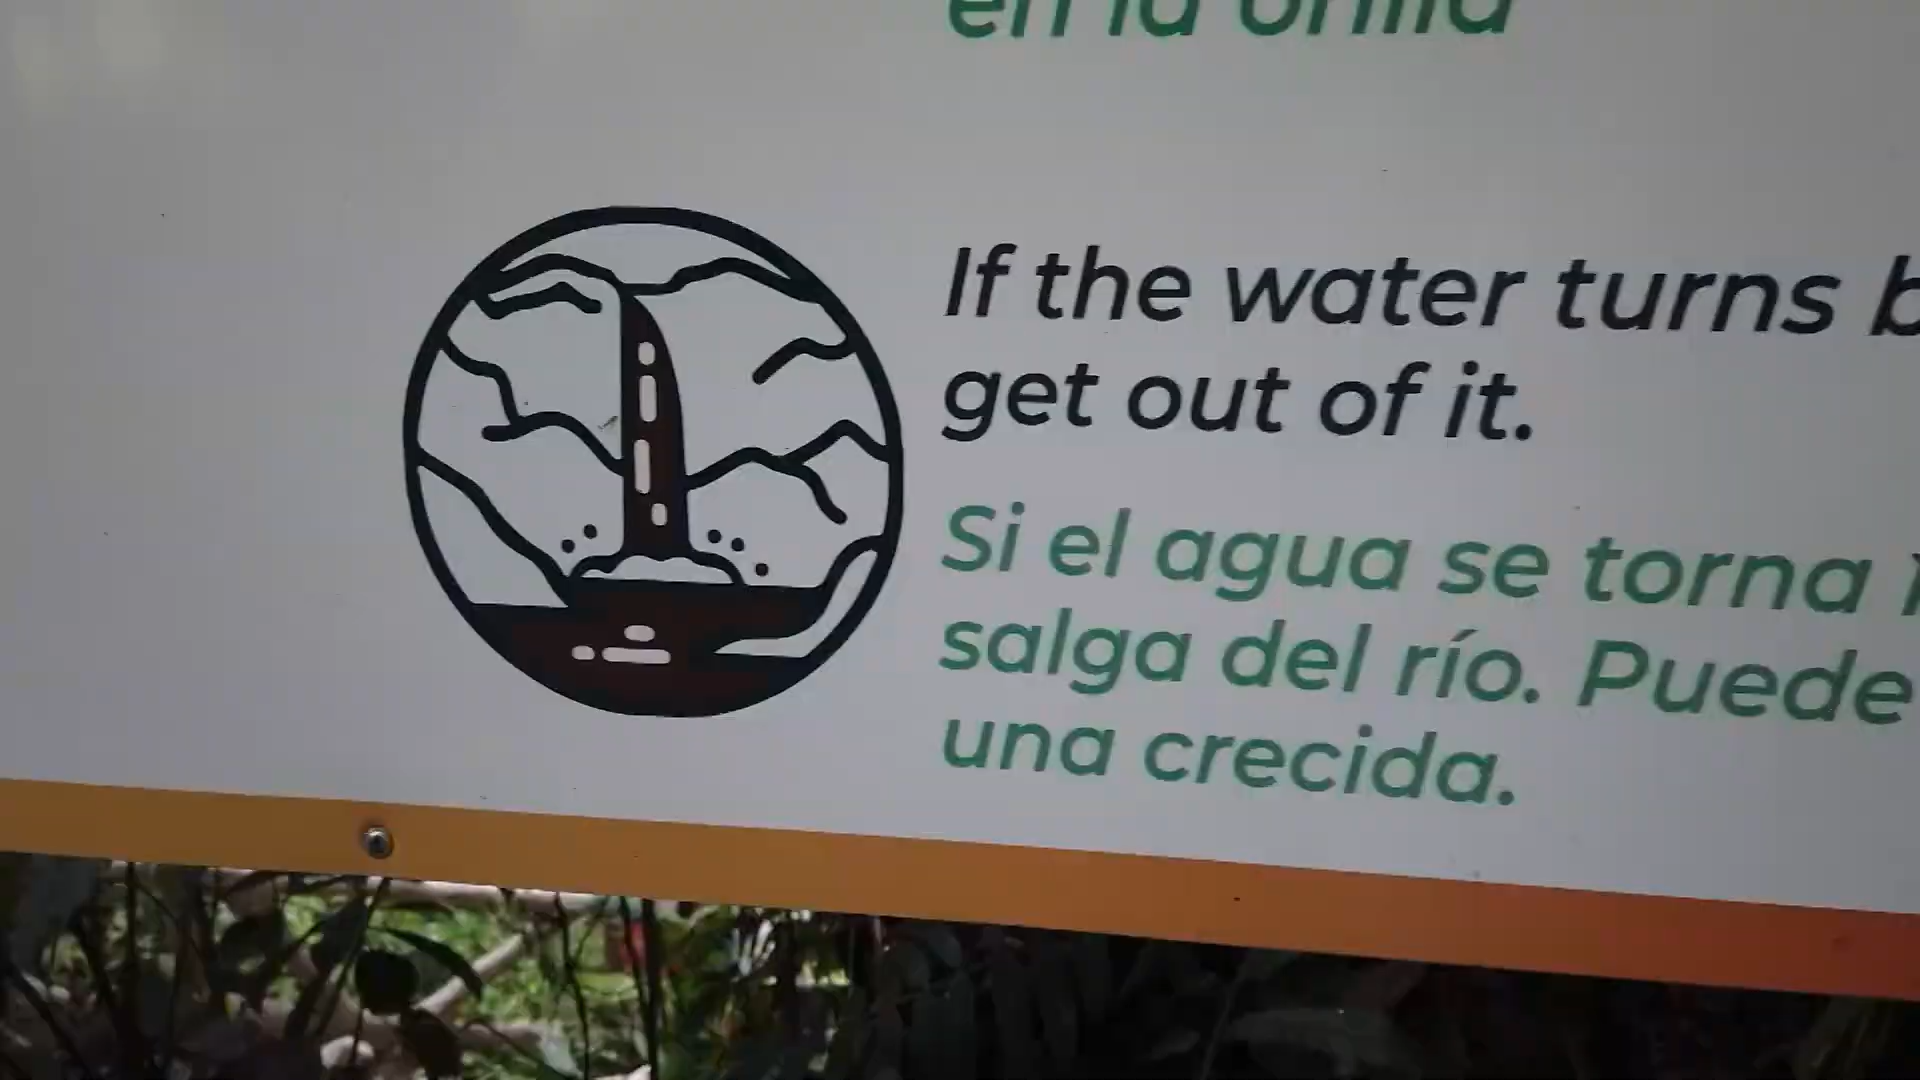 en la orilla
If the water turns
get out of it.
Si el agua se torna
salga del río. Puede
una crecida.